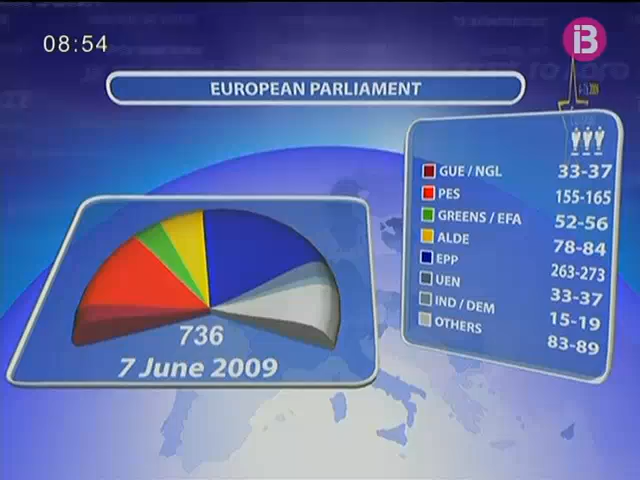 08:54
EUROPEAN PARLIAMENT
GUE / NGL 33-37
PES 155-165
GREENS / EFA 52-56
ALDE 78-84
EPP 263-273
UEN 33-37
IND / DEM 15-19
OTHERS 83-89
736
7 June 2009